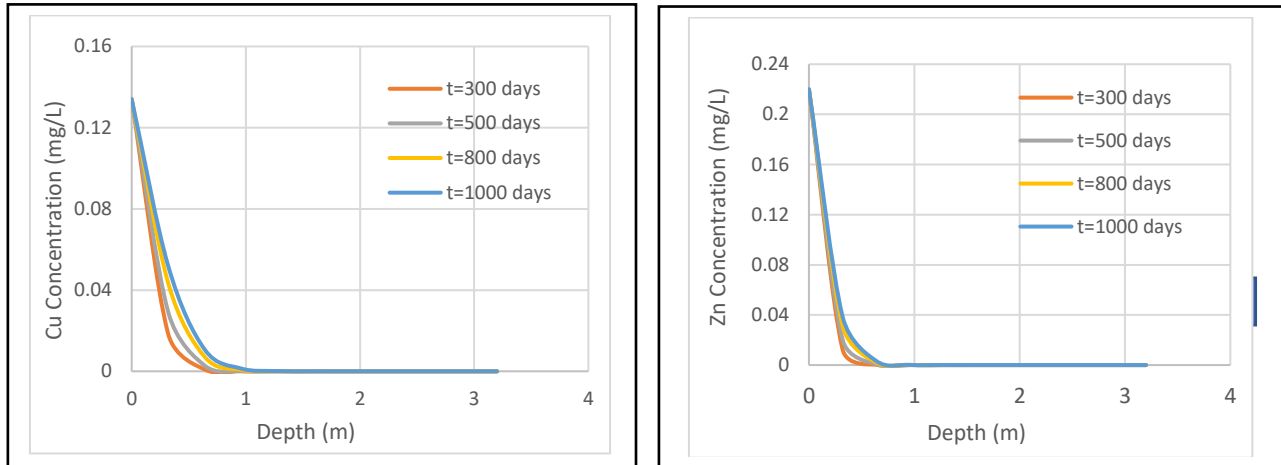 0.16
0.12
0.08
0.04
0
Cu Concentration (mg/L)
t=300 days
t=500 days
t=800 days
t=1000 days
0 1 2 3 4
Depth (m)
0.24
0.2
0.16
0.12
0.08
0.04
0
Zn Concentration (mg/L)
t=300 days
t=500 days
t=800 days
t=1000 days
0 1 2 3 4
Depth (m)